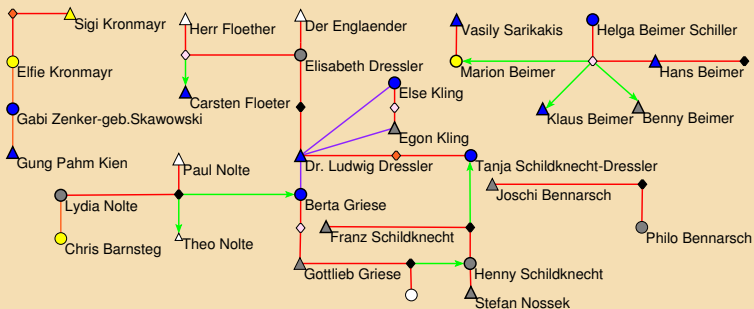 Sigi Kronmayr
Herr Floether
Der Englaender
Vasily Sarikakis
Helga Beimer Schiller
Elfie Kronmayr
Elisabeth Dressler
Marion Beimer
Hans Beimer
Carsten Floeter
Else Kling
Gabi Zenker-geb.Skawowski
Klaus Beimer
Benny Beimer
Egon Kling
Gung Pahm Kien
Paul Nolte
Dr. Ludwig Dressler
Tanja Schildknecht-Dressler
Joschi Bennarsch
Lydia Nolte
Berta Griese
Philo Bennarsch
Chris Barnsteg
Theo Nolte
Franz Schildknecht
Gottlieb Griese
Henny Schildknecht
Stefan Nossek